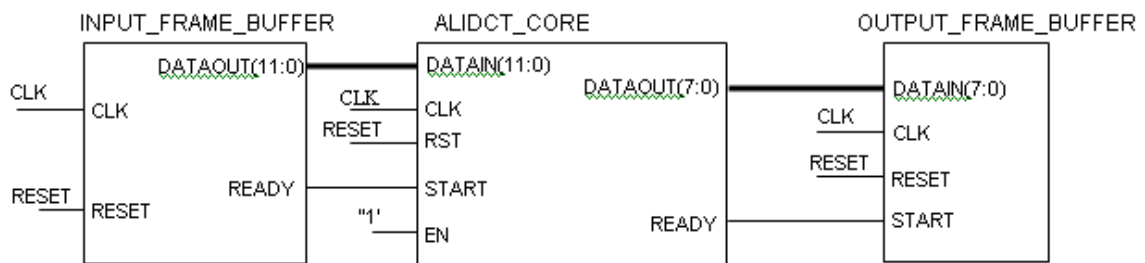 INPUT_FRAME_BUFFER
ALIDCT_CORE
OUTPUT_FRAME_BUFFER
DATAOUT(11:0)
DATAIN(11:0)
DATAOUT(7:0)
DATAIN(7:0)
CLK
CLK
CLK
CLK
CLK
CLK
RESET
RST
RESET
RESET
RESET
RESET
READY
START
READY
START
"1'
EN